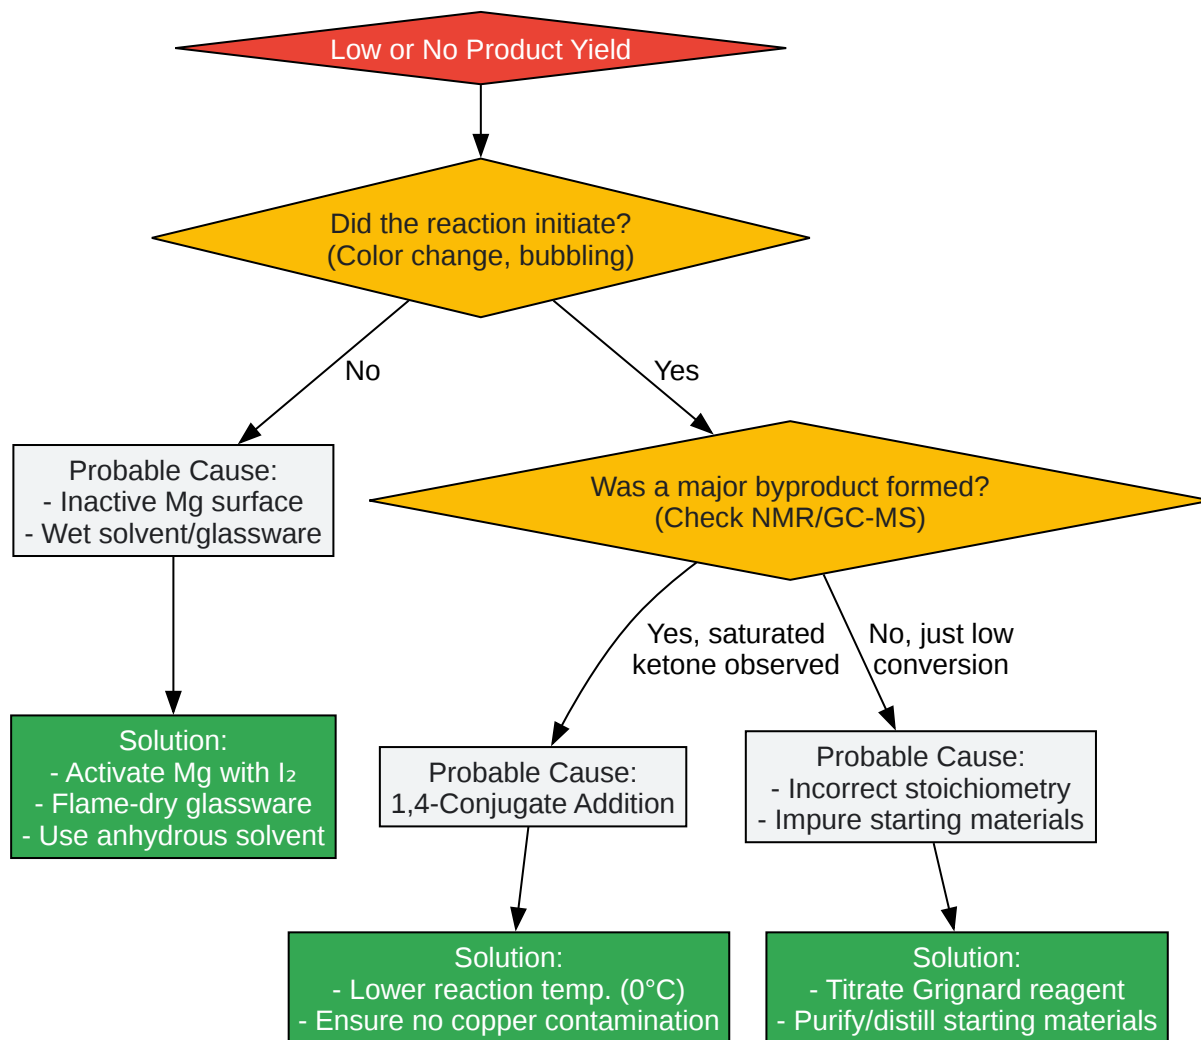 Low or No Product Yield
Did the reaction initiate?
(Color change, bubbling)
No
Yes
Probable Cause:
- Inactive Mg surface
- Wet solvent/glassware
Was a major byproduct formed?
(Check NMR/GC-MS)
Yes, saturated
ketone observed
No, just low
conversion
Solution:
- Activate Mg with I₂
- Flame-dry glassware
- Use anhydrous solvent
Probable Cause:
1,4-Conjugate Addition
Probable Cause:
- Incorrect stoichiometry
- Impure starting materials
Solution:
- Lower reaction temp. (0°C)
- Ensure no copper contamination
Solution:
- Titrate Grignard reagent
- Purify/distill starting materials